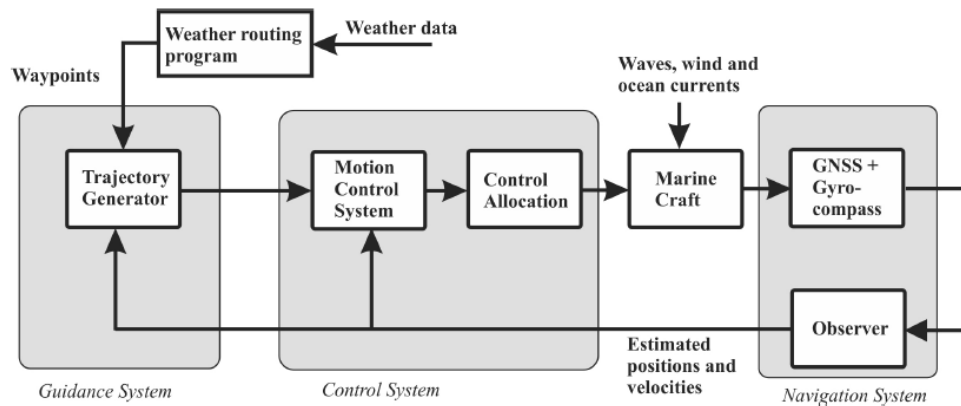 Weather routing
program
Weather data
Waypoints
Waves, wind and
ocean currents
Trajectory
Generator
Motion
Control
System
Control
Allocation
Marine
Craft
GNSS +
Gyro-
compass
Observer
Estimated
positions and
velocities
Guidance System
Control System
Navigation System